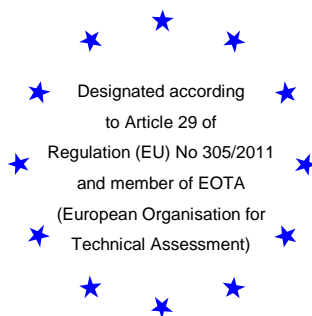 Designated according
to Article 29 of
Regulation (EU) No 305/2011
and member of EOTA
(European Organisation for
Technical Assessment)